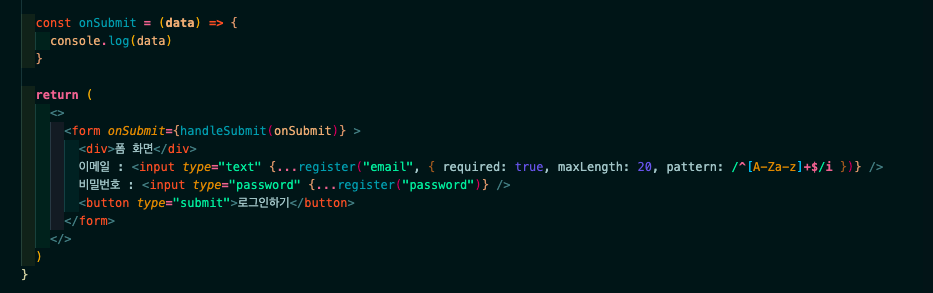 const onSubmit = (data) => {
console.log(data)
}
return (
<>
<form onSubmit={handleSubmit(onSubmit)} >
<div>폼 화면</div>
이메일 : <input type="text" {...register("email", { required: true, maxLength: 20, pattern: /^[A-Za-z]+$/i })} />
비밀번호 : <input type="password" {...register("password")} />
<button type="submit">로그인하기</button>
</form>
</>
)
}